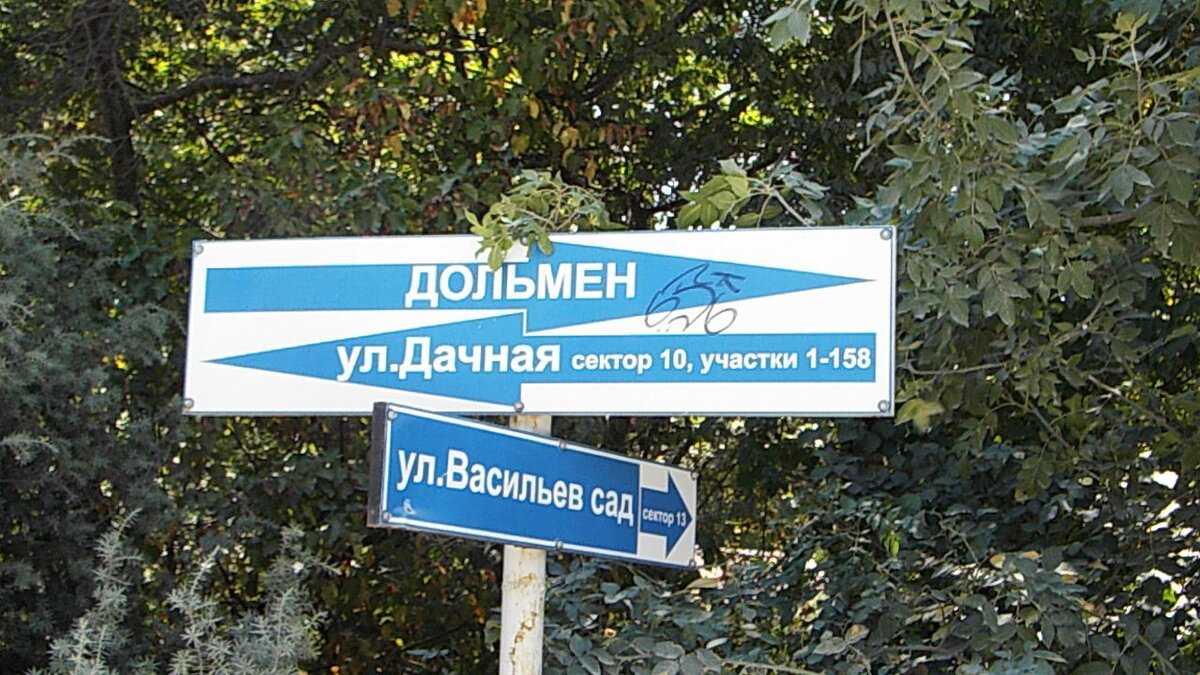 ДОЛЬМЕН
ул.Дачная сектор 10, участки 1-158
ул.Васильев сад сектор 13